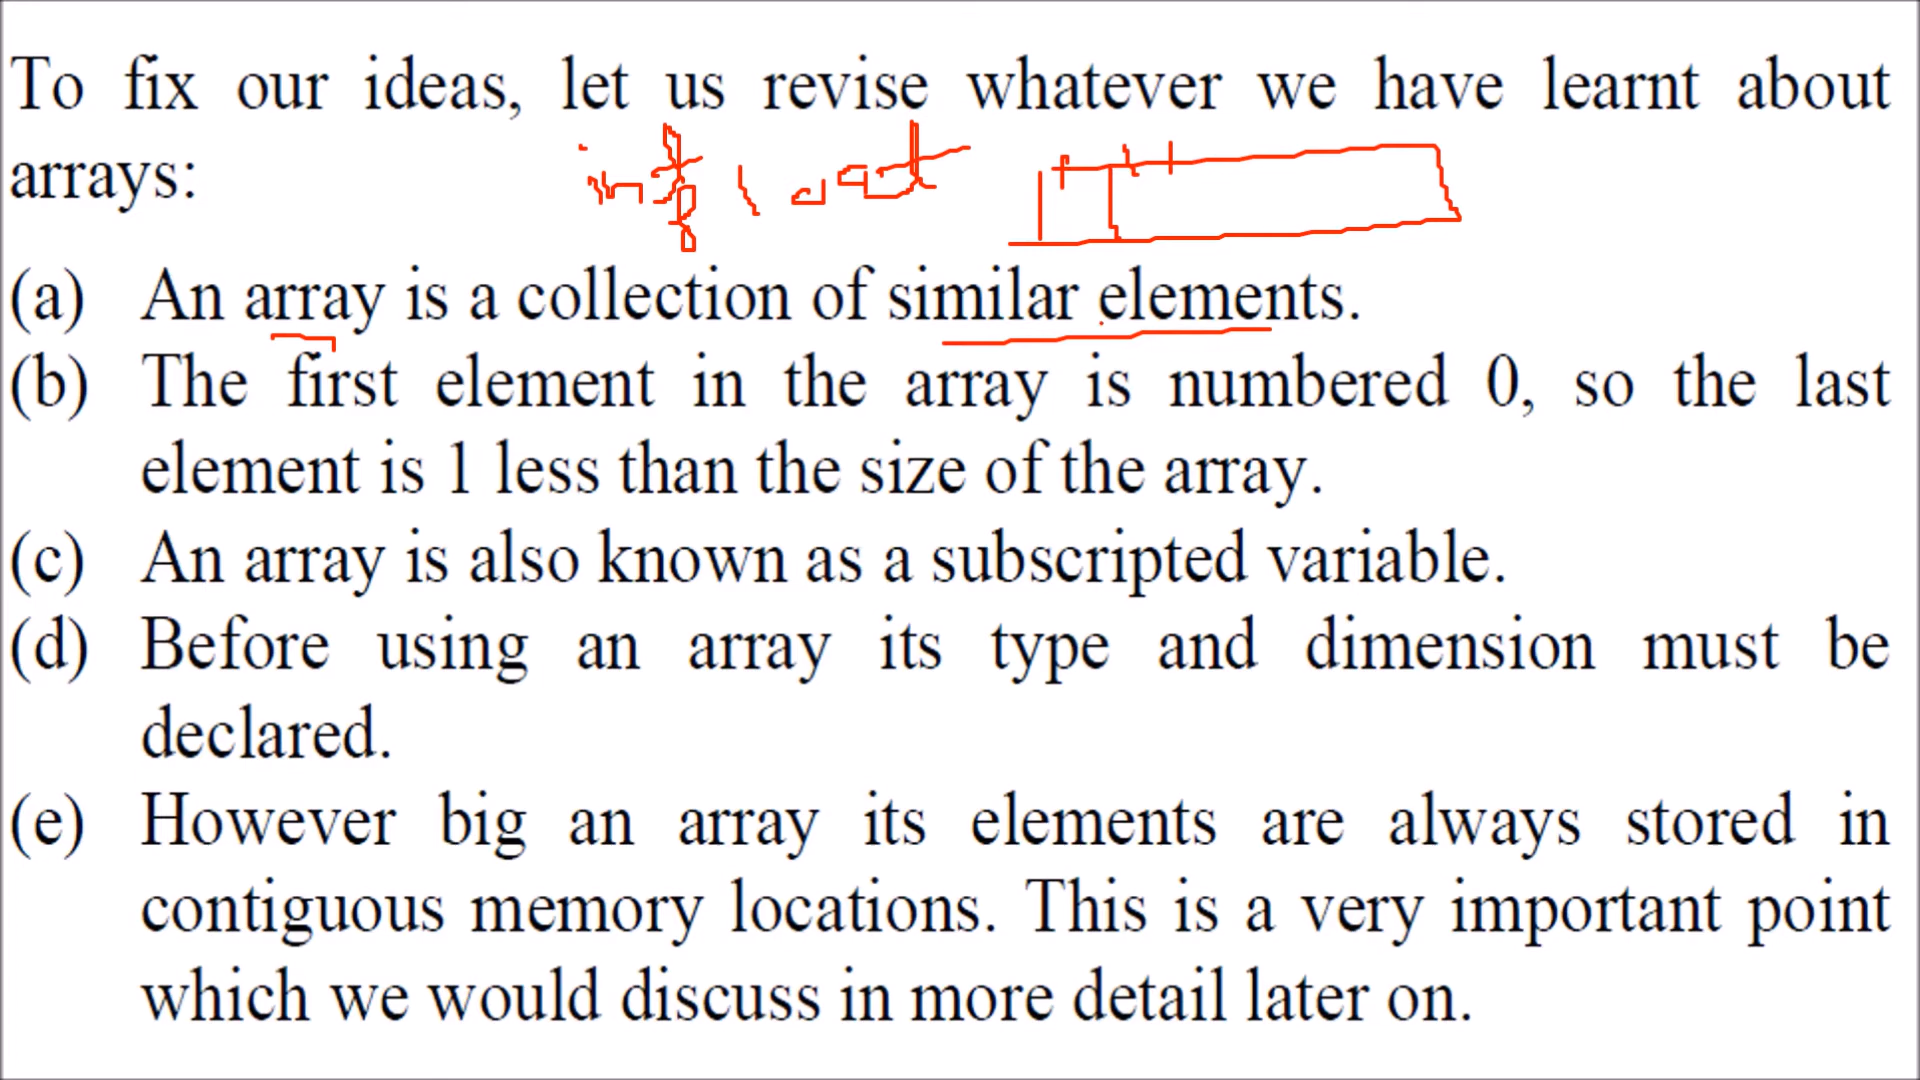 To fix our ideas, let us revise whatever we have learnt about
arrays:
(a) An array is a collection of similar elements.
(b) The first element in the array is numbered 0, so the last
element is 1 less than the size of the array.
(c) An array is also known as a subscripted variable.
(d) Before using an array its type and dimension must be
declared.
(e) However big an array its elements are always stored in
contiguous memory locations. This is a very important point
which we would discuss in more detail later on.